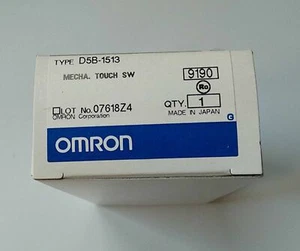 TYPE D5B-1513
MECHA. TOUCH SW 9190
LOT No. 07618Z4 QTY. 1
OMRON Corporation MADE IN JAPAN
OMRON